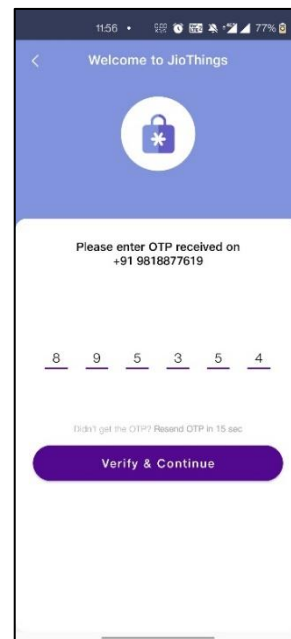 11:56 • 77%
Welcome to JioThings
*
Please enter OTP received on
+91 9818877619
8 9 5 3 5 4
Didn't get the OTP? Resend OTP in 15 sec
Verify & Continue